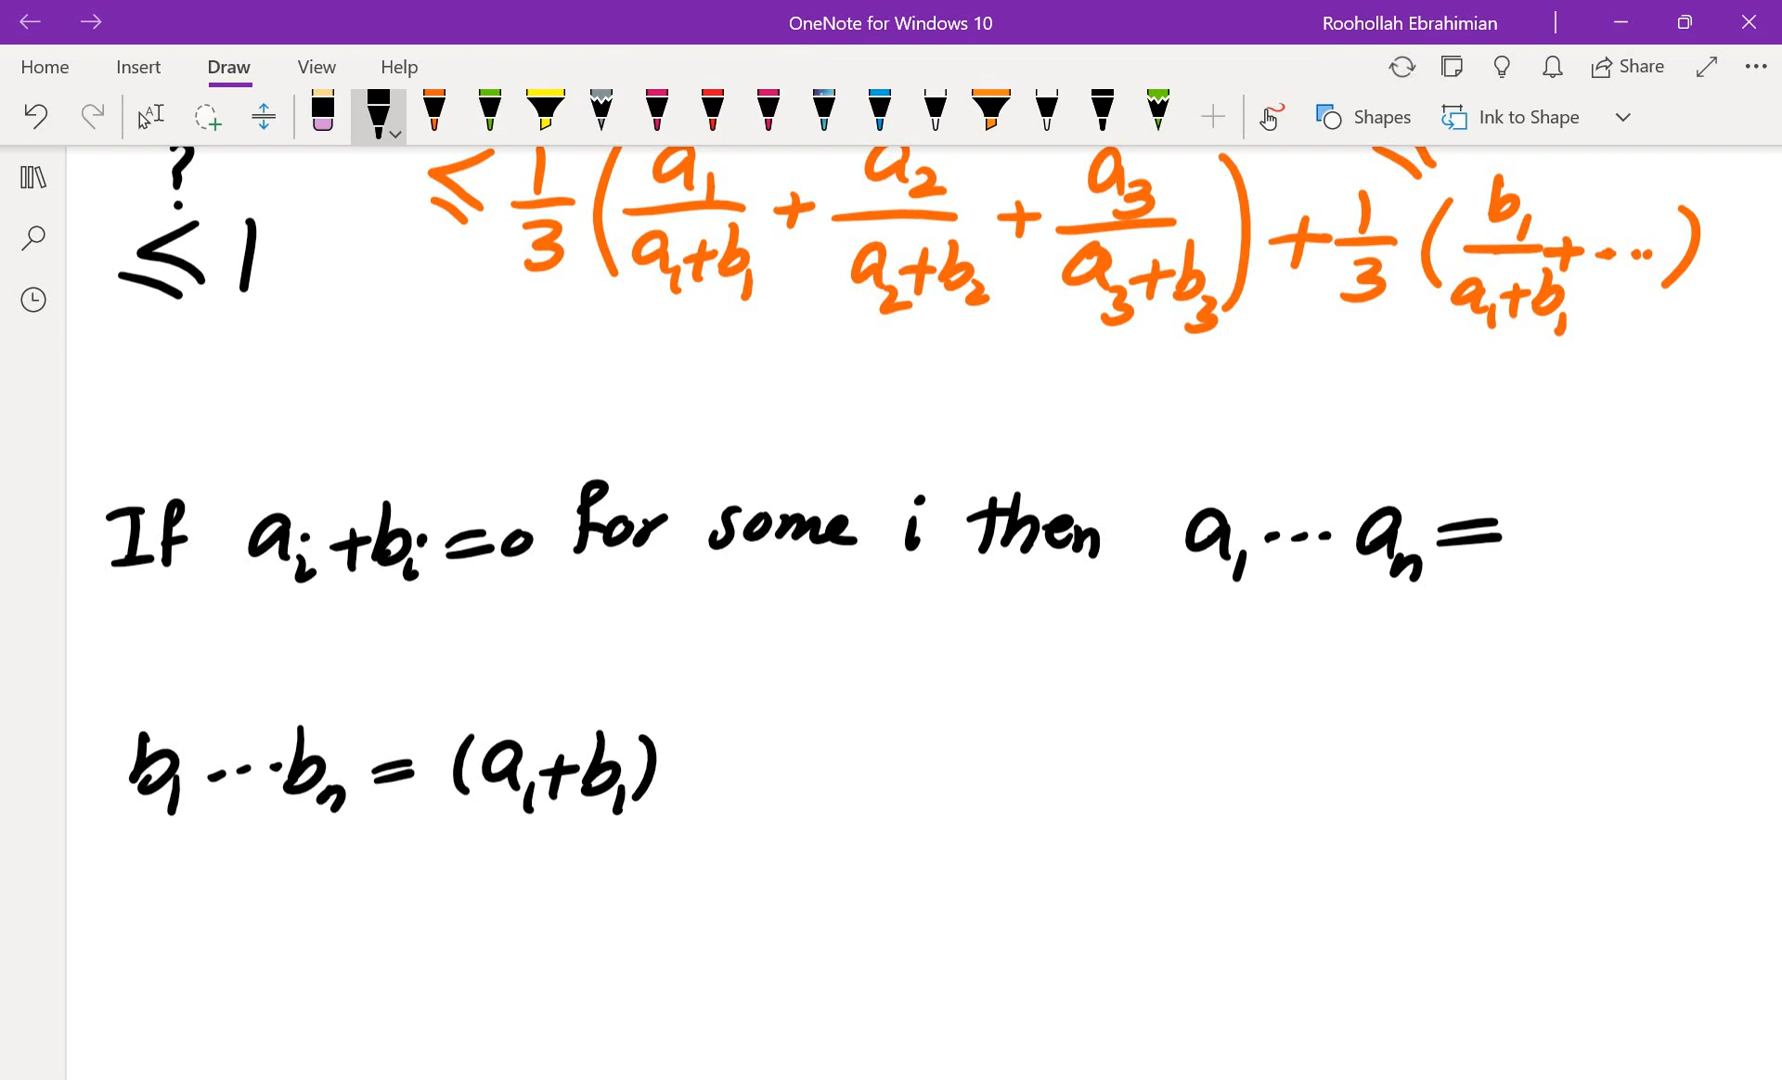 OneNote for Windows 10
Roohollah Ebrahimian
Home Insert Draw View Help Share
Shapes Ink to Shape
?
≤ 1
≤ 1/3 ( a₁/(a₁+b₁) + a₂/(a₂+b₂) + a₃/(a₃+b₃) ) + 1/3 ( b₁/(a₁+b₁) + ... )
If aᵢ+bᵢ=0 for some i then a₁ ... aₙ =
b₁ ... bₙ = (a₁+b₁)